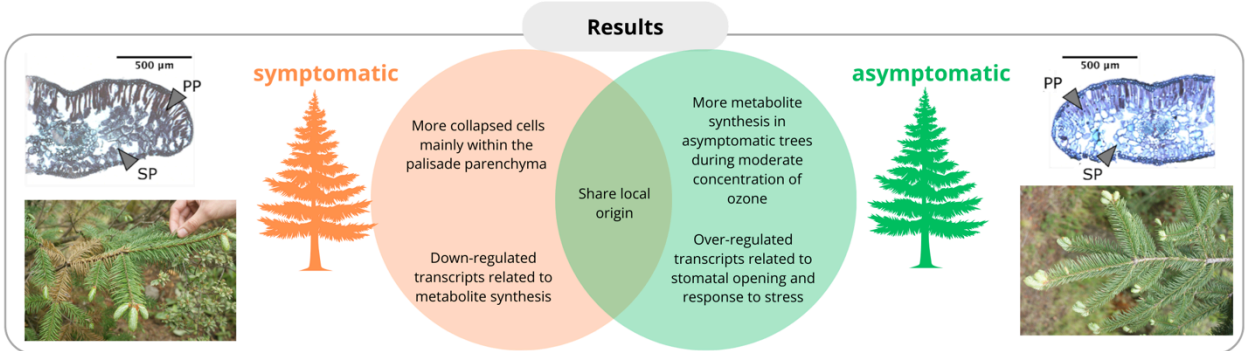 Results
500 µm
PP
SP
symptomatic
More collapsed cells
mainly within the
palisade parenchyma
Down-regulated
transcripts related to
metabolite synthesis
Share local
origin
More metabolite
synthesis in
asymptomatic trees
during moderate
concentration of
ozone
Over-regulated
transcripts related to
stomatal opening and
response to stress
asymptomatic
500 µm
PP
SP